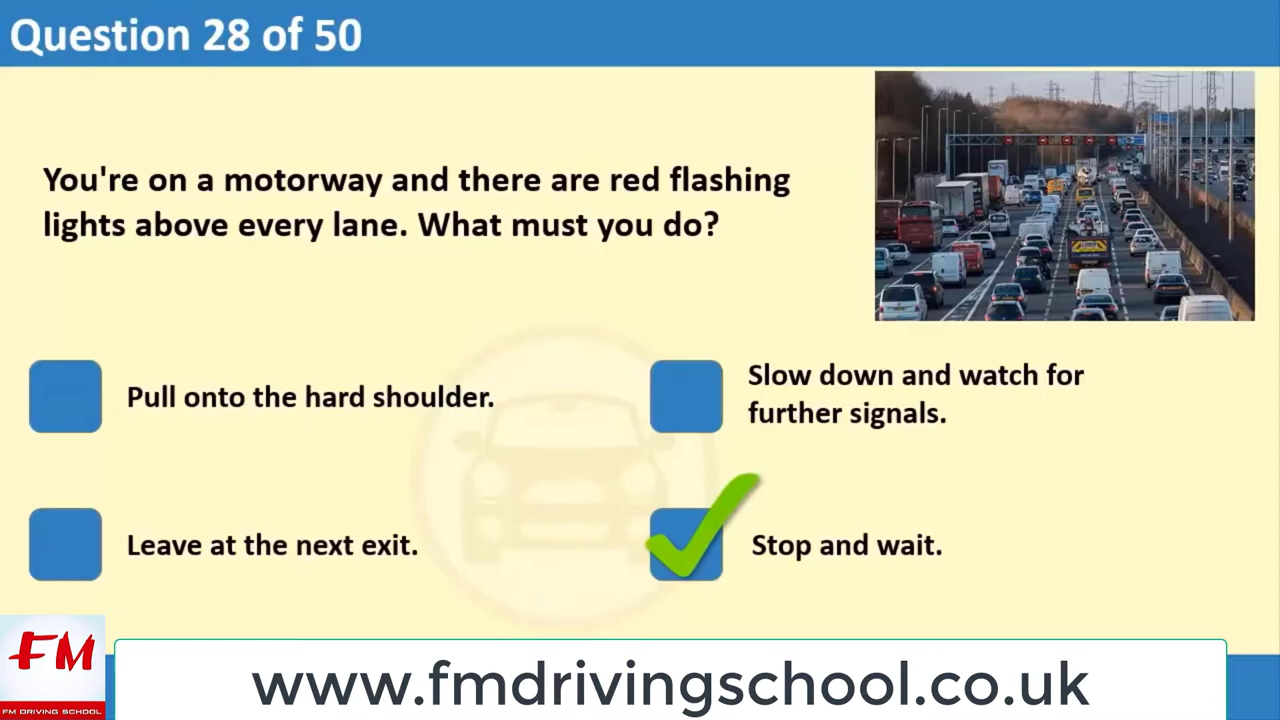 Question 28 of 50
You're on a motorway and there are red flashing
lights above every lane. What must you do?
Pull onto the hard shoulder.
Slow down and watch for
further signals.
Leave at the next exit.
Stop and wait.
FM
FM DRIVING SCHOOL
www.fmdrivingschool.co.uk